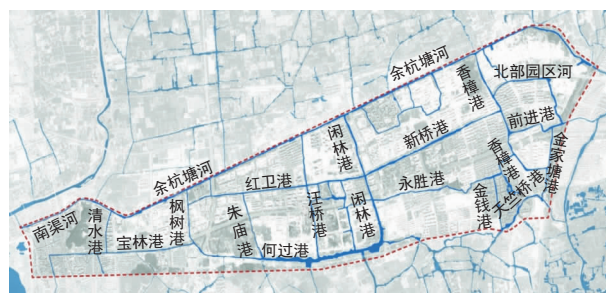 余杭塘河
香樟港
北部园区河
前进港
新桥港
闲林港
金家塘港
香樟港
余杭塘河
红卫港
永胜港
天竺桥港
金钱港
枫树港
汪桥港
闲林港
朱庙港
清水港
南渠河
宝林港
何过港